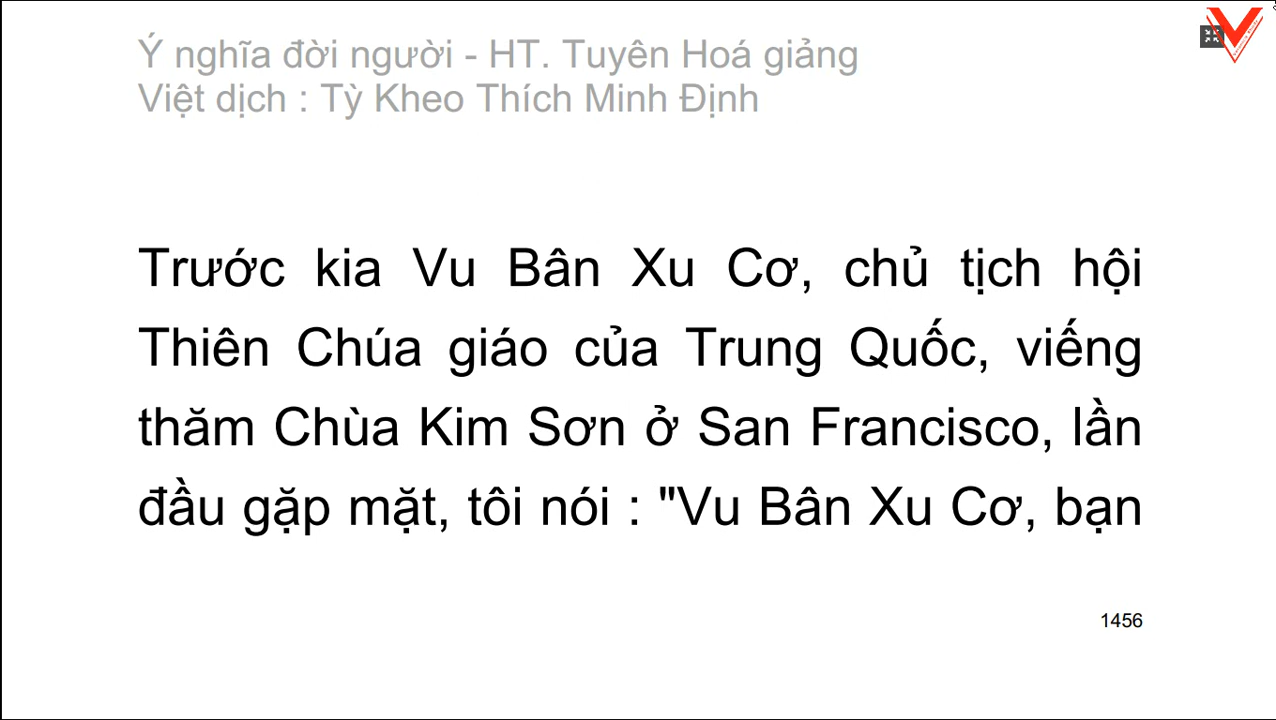 Ý nghĩa đời người - HT. Tuyên Hoá giảng
Việt dịch : Tỳ Kheo Thích Minh Định
Trước kia Vu Bân Xu Cơ, chủ tịch hội
Thiên Chúa giáo của Trung Quốc, viếng
thăm Chùa Kim Sơn ở San Francisco, lần
đầu gặp mặt, tôi nói : "Vu Bân Xu Cơ, bạn
1456